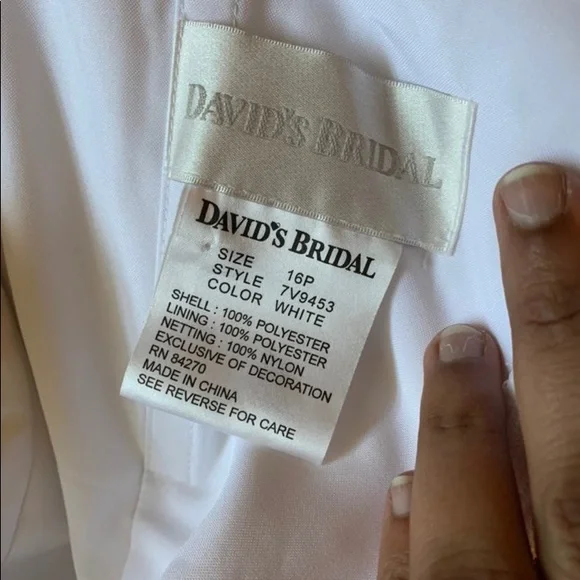 DAVID'S BRIDAL
DAVID'S BRIDAL
SIZE 16P
STYLE 7V9453
COLOR WHITE
SHELL : 100% POLYESTER
LINING : 100% POLYESTER
NETTING : 100% NYLON
EXCLUSIVE OF DECORATION
RN 84270
MADE IN CHINA
SEE REVERSE FOR CARE